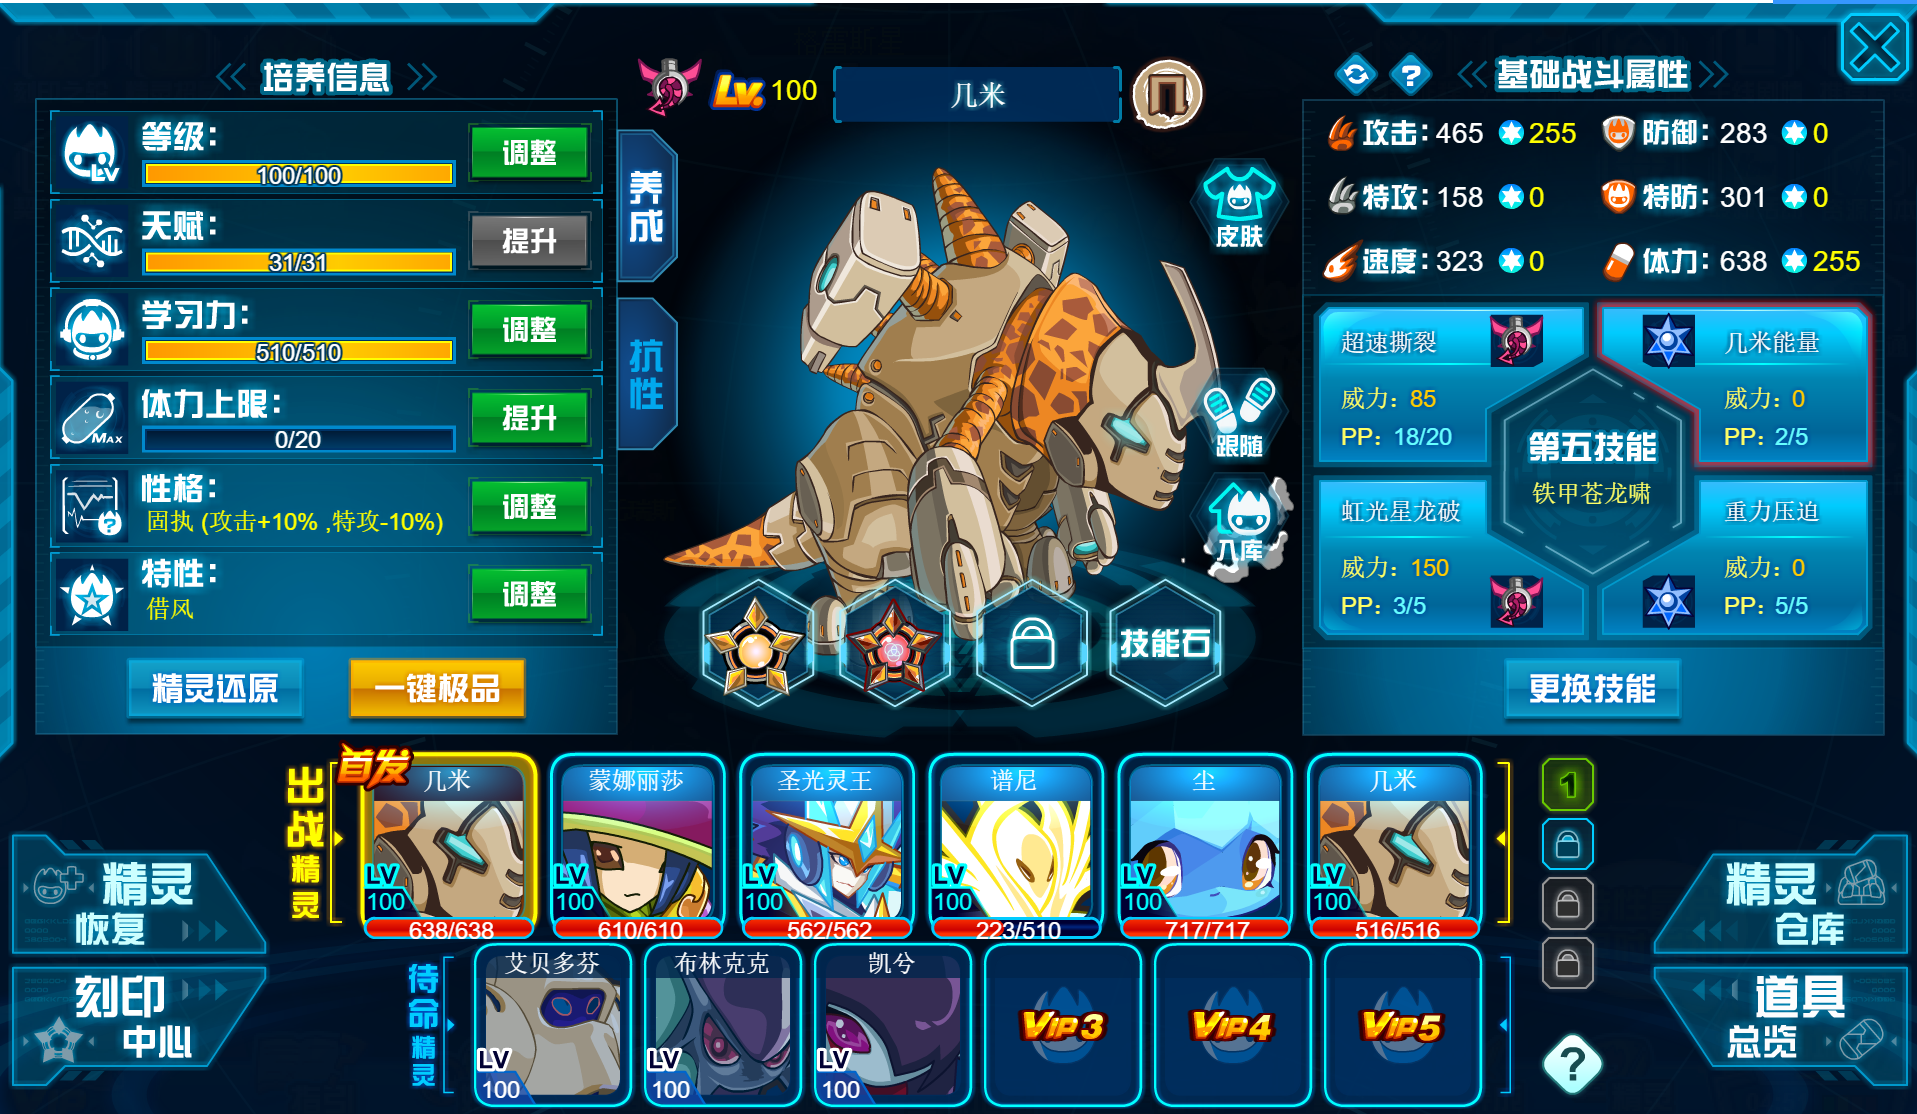 培养信息
等级：
100/100
调整
天赋：
31/31
提升
学习力：
510/510
调整
体力上限：
0/20
提升
性格：
固执 (攻击+10% ,特攻-10%)
调整
特性：
借风
调整
精灵还原
一键极品
养成
抗性
Lv. 100
几米
皮肤
跟随
入库
技能石
基础战斗属性
攻击：465 255
防御：283 0
特攻：158 0
特防：301 0
速度：323 0
体力：638 255
超速撕裂
威力：85
PP：18/20
几米能量
威力：0
PP：2/5
第五技能
铁甲苍龙啸
虹光星龙破
威力：150
PP：3/5
重力压迫
威力：0
PP：5/5
更换技能
出战精灵
首发
几米
LV
100
638/638
蒙娜丽莎
LV
100
610/610
圣光灵王
LV
100
562/562
谱尼
LV
100
223/510
尘
LV
100
717/717
几米
LV
100
516/516
1
待命精灵
艾贝多芬
LV
100
布林克克
LV
100
凯兮
LV
100
VIP3
VIP4
VIP5
精灵
恢复
刻印
中心
精灵
仓库
道具
总览
?